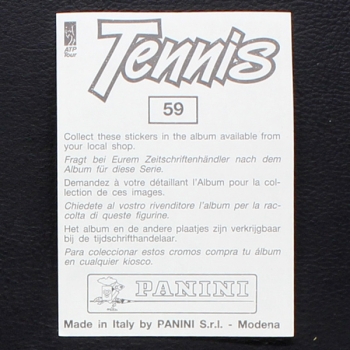 ATP
Tour
Tennis
59
Collect these stickers in the album available from
your local shop.
Fragt bei Eurem Zeitschriftenhändler nach dem
Album für diese Serie.
Demandez à votre détaillant l'Album pour la col-
lection de ces images.
Chiedete al vostro rivenditore l'album per la rac-
colta di queste figurine.
Het album en de andere plaatjes zijn verkrijgbaar
bij de tijdschrifthandelaar.
Para coleccionar estos cromos compra tu álbum
en cualquier kiosco.
PANINI
Made in Italy by PANINI S.r.l. - Modena